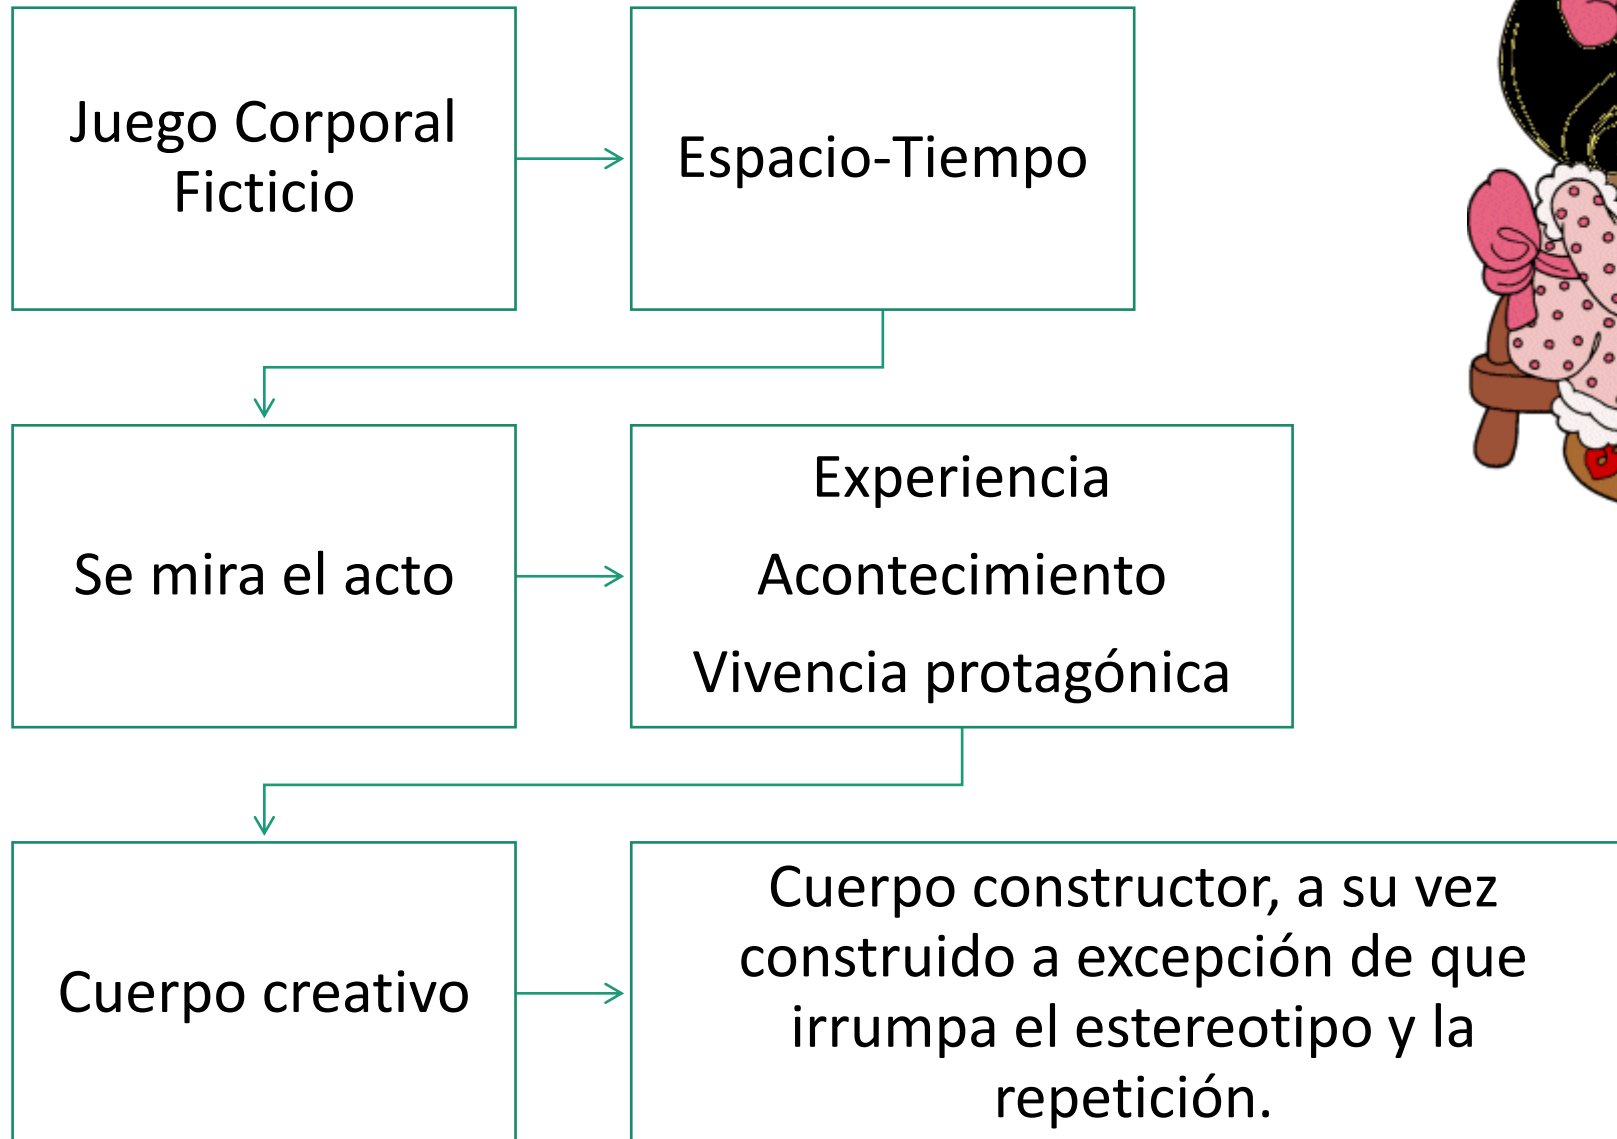 Juego Corporal
Ficticio
Espacio-Tiempo
Se mira el acto
Experiencia
Acontecimiento
Vivencia protagónica
Cuerpo creativo
Cuerpo constructor, a su vez
construido a excepción de que
irrumpa el estereotipo y la
repetición.